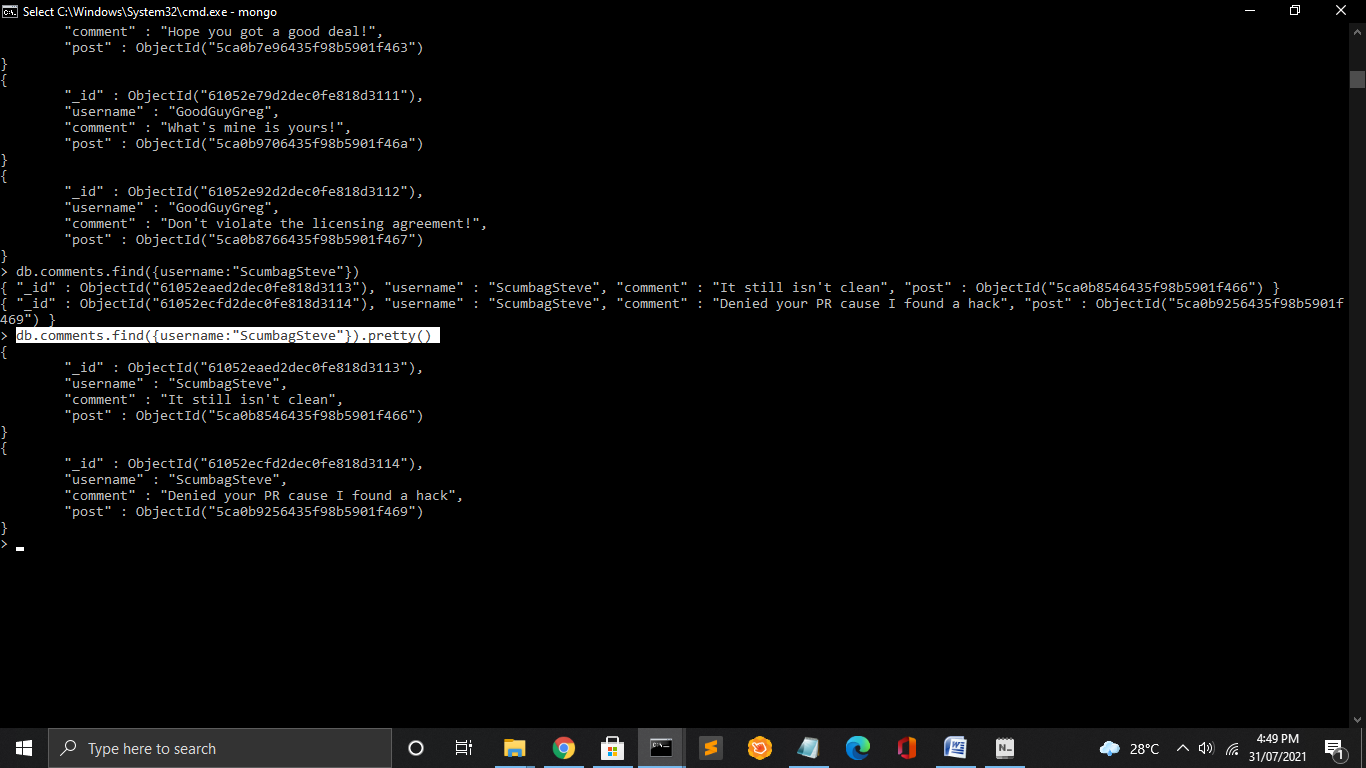 Select C:\Windows\System32\cmd.exe - mongo
"comment" : "Hope you got a good deal!",
"post" : ObjectId("5ca0b7e96435f98b5901f463")
}
{
"_id" : ObjectId("61052e79d2dec0fe818d3111"),
"username" : "GoodGuyGreg",
"comment" : "What's mine is yours!",
"post" : ObjectId("5ca0b9706435f98b5901f46a")
}
{
"_id" : ObjectId("61052e92d2dec0fe818d3112"),
"username" : "GoodGuyGreg",
"comment" : "Don't violate the licensing agreement!",
"post" : ObjectId("5ca0b8766435f98b5901f467")
}
> db.comments.find({username:"ScumbagSteve"})
{ "_id" : ObjectId("61052eaed2dec0fe818d3113"), "username" : "ScumbagSteve", "comment" : "It still isn't clean", "post" : ObjectId("5ca0b8546435f98b5901f466") }
{ "_id" : ObjectId("61052ecfd2dec0fe818d3114"), "username" : "ScumbagSteve", "comment" : "Denied your PR cause I found a hack", "post" : ObjectId("5ca0b9256435f98b5901f
469") }
> db.comments.find({username:"ScumbagSteve"}).pretty()
{
"_id" : ObjectId("61052eaed2dec0fe818d3113"),
"username" : "ScumbagSteve",
"comment" : "It still isn't clean",
"post" : ObjectId("5ca0b8546435f98b5901f466")
}
{
"_id" : ObjectId("61052ecfd2dec0fe818d3114"),
"username" : "ScumbagSteve",
"comment" : "Denied your PR cause I found a hack",
"post" : ObjectId("5ca0b9256435f98b5901f469")
}
>
Type here to search
28°C
4:49 PM
31/07/2021
1